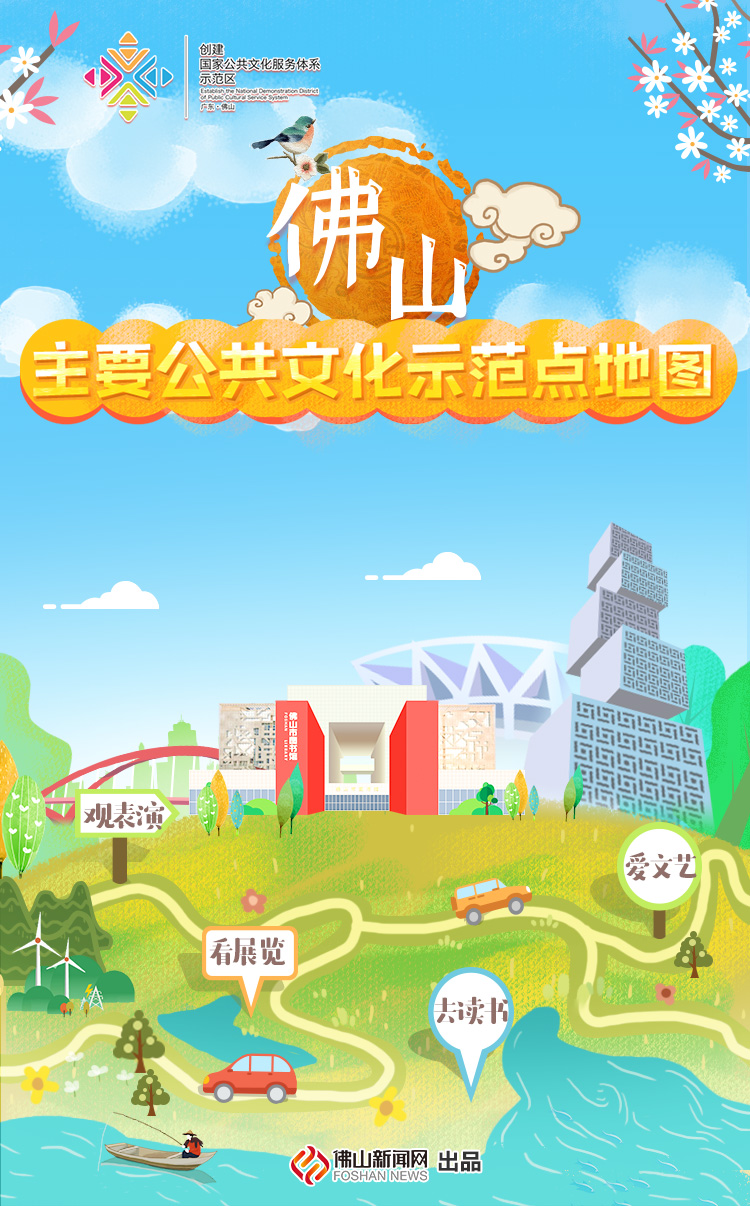 创建
国家公共文化服务体系
示范区
Establish the National Demonstration District
of Public Cultural Service System
广东·佛山
佛山
主要公共文化示范点地图
佛山市图书馆
观表演
爱文艺
看展览
去读书
佛山新闻网 出品
FOSHAN NEWS